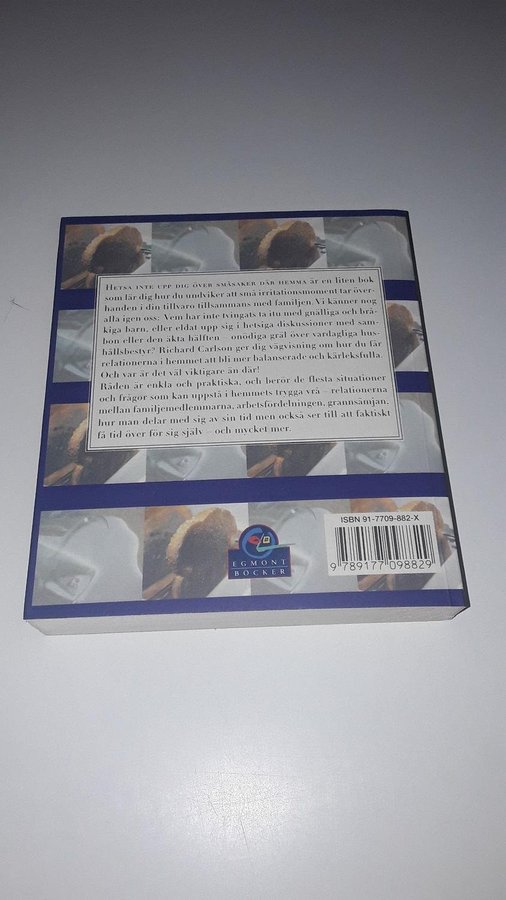 HETSA INTE UPP DIG ÖVER SMÅSAKER DÄR HEMMA är en liten bok
som lär dig hur du undviker att små irritationsmoment tar över-
handen i din tillvaro tillsammans med familjen. Vi känner nog
alla igen oss: Vem har inte tvingats ta itu med gnälliga och brå-
kiga barn, eller eldat upp sig i hetsiga diskussioner med sam-
bon eller den äkta hälften – onödiga gräl över vardagliga hus-
hållsbestyr? Richard Carlson ger dig vägvisning om hur du får
relationerna i hemmet att bli mer balanserade och kärleksfulla.
Och var är det väl viktigare än där!
Råden är enkla och praktiska, och berör de flesta situationer
och frågor som kan uppstå i hemmets trygga vrå – relationerna
mellan familjemedlemmarna, arbetsfördelningen, grannsämjan,
hur man delar med sig av sin tid men också ser till att faktiskt
få tid över för sig själv – och mycket mer.
ISBN 91-7709-882-X
9 789177 098829
EGMONT
BÖCKER